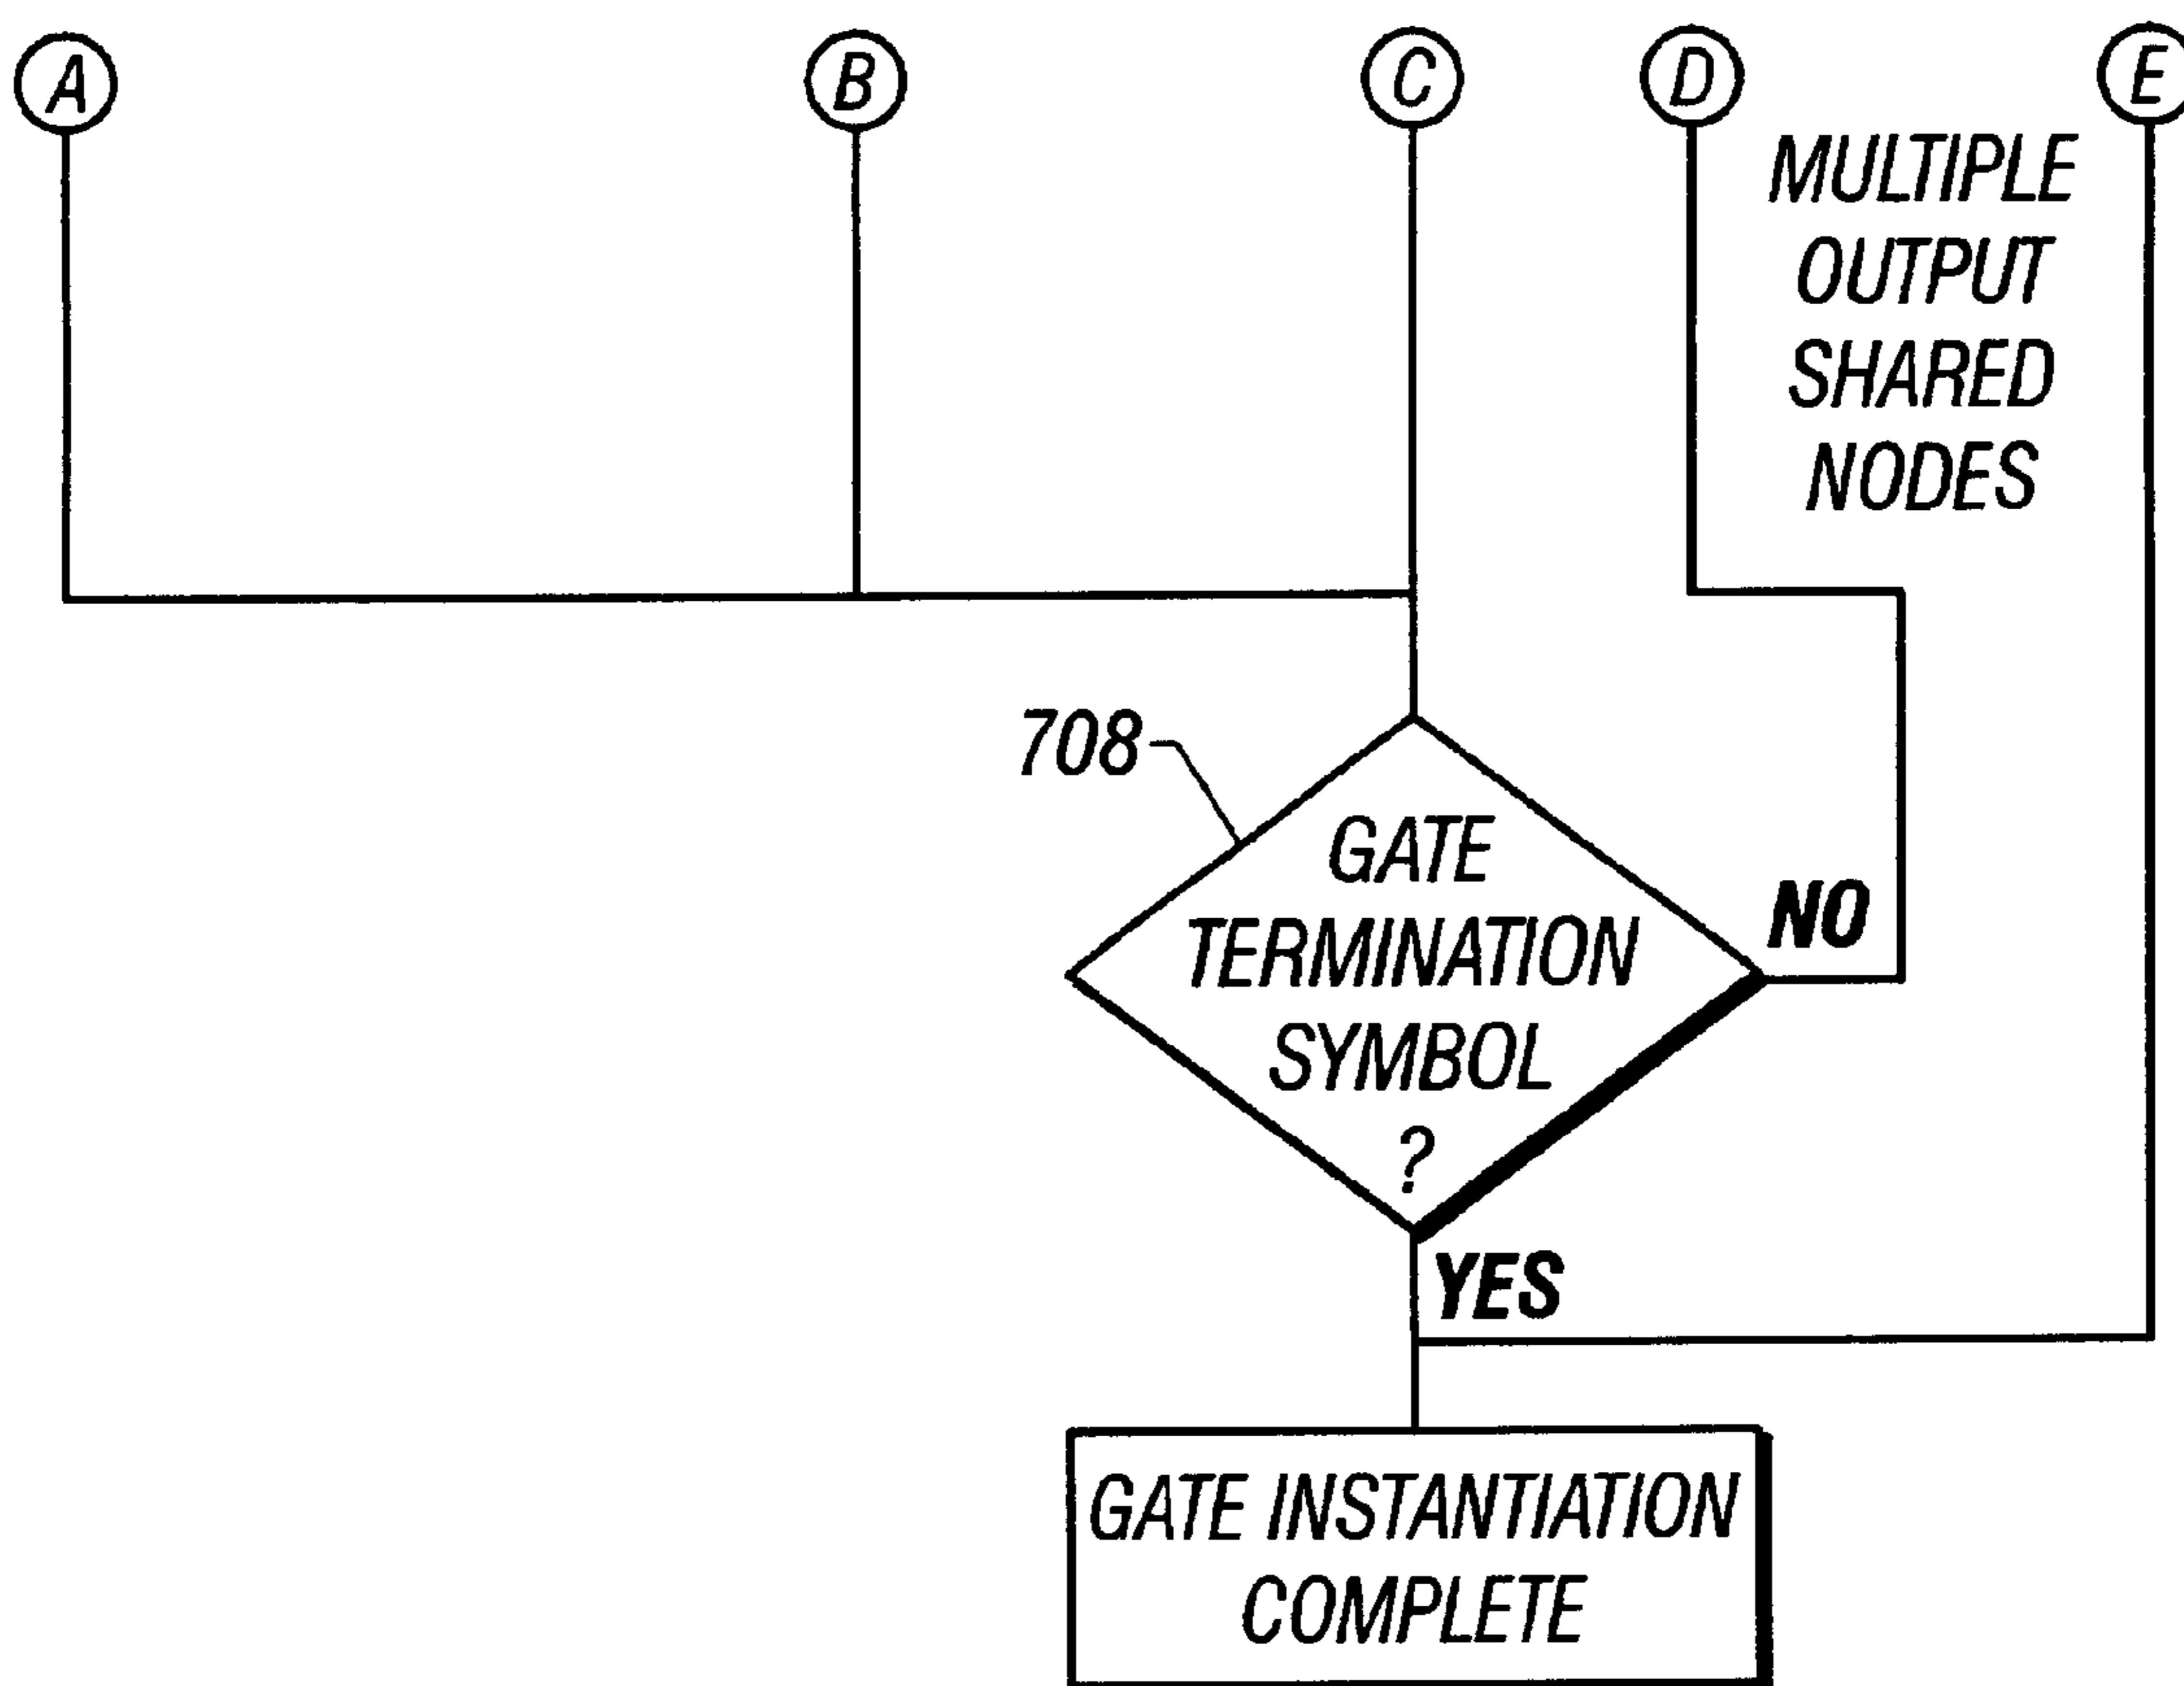 A B C D E
MULTIPLE
OUTPUT
SHARED
NODES
708
GATE
TERMINATION
SYMBOL
?
NO
YES
GATE INSTANTIATION
COMPLETE